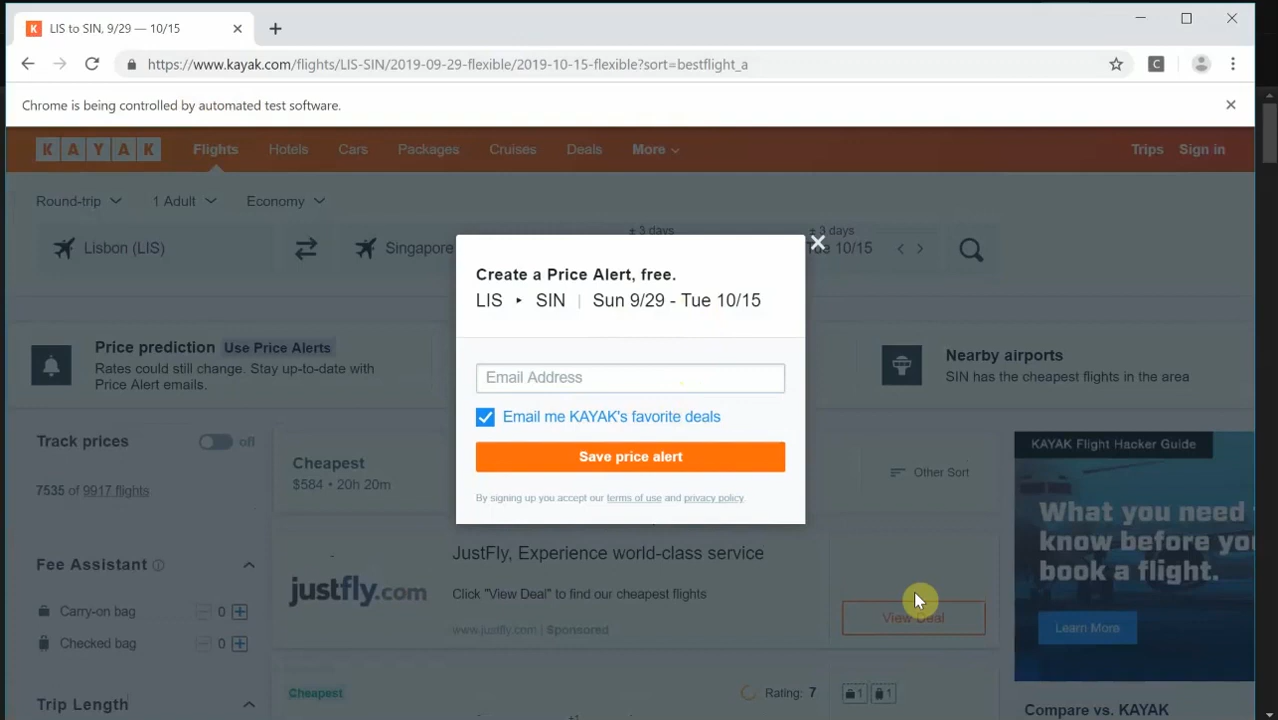 LIS to SIN, 9/29 — 10/15
https://www.kayak.com/flights/LIS-SIN/2019-09-29-flexible/2019-10-15-flexible?sort=bestflight_a
C
Chrome is being controlled by automated test software.
KAYAK Flights Hotels Cars Packages Cruises Deals More Trips Sign in
Round-trip 1 Adult Economy
± 3 days ± 3 days
Lisbon (LIS) Singapore Tue 10/15
Create a Price Alert, free.
LIS ▸ SIN | Sun 9/29 - Tue 10/15
Price prediction Use Price Alerts
Rates could still change. Stay up-to-date with
Price Alert emails.
Nearby airports
SIN has the cheapest flights in the area
Email Address
Email me KAYAK's favorite deals
Save price alert
By signing up you accept our terms of use and privacy policy.
Track prices off
7535 of 9917 flights
Cheapest
$584 • 20h 20m
Other Sort
KAYAK Flight Hacker Guide
What you need
know before you
book a flight.
Learn More
Fee Assistant
Carry-on bag 0
Checked bag 0
Trip Length
justfly.com
JustFly, Experience world-class service
Click "View Deal" to find our cheapest flights
www.justfly.com | Sponsored
View Deal
Cheapest
Rating: 7
1 1
+1
Compare vs. KAYAK